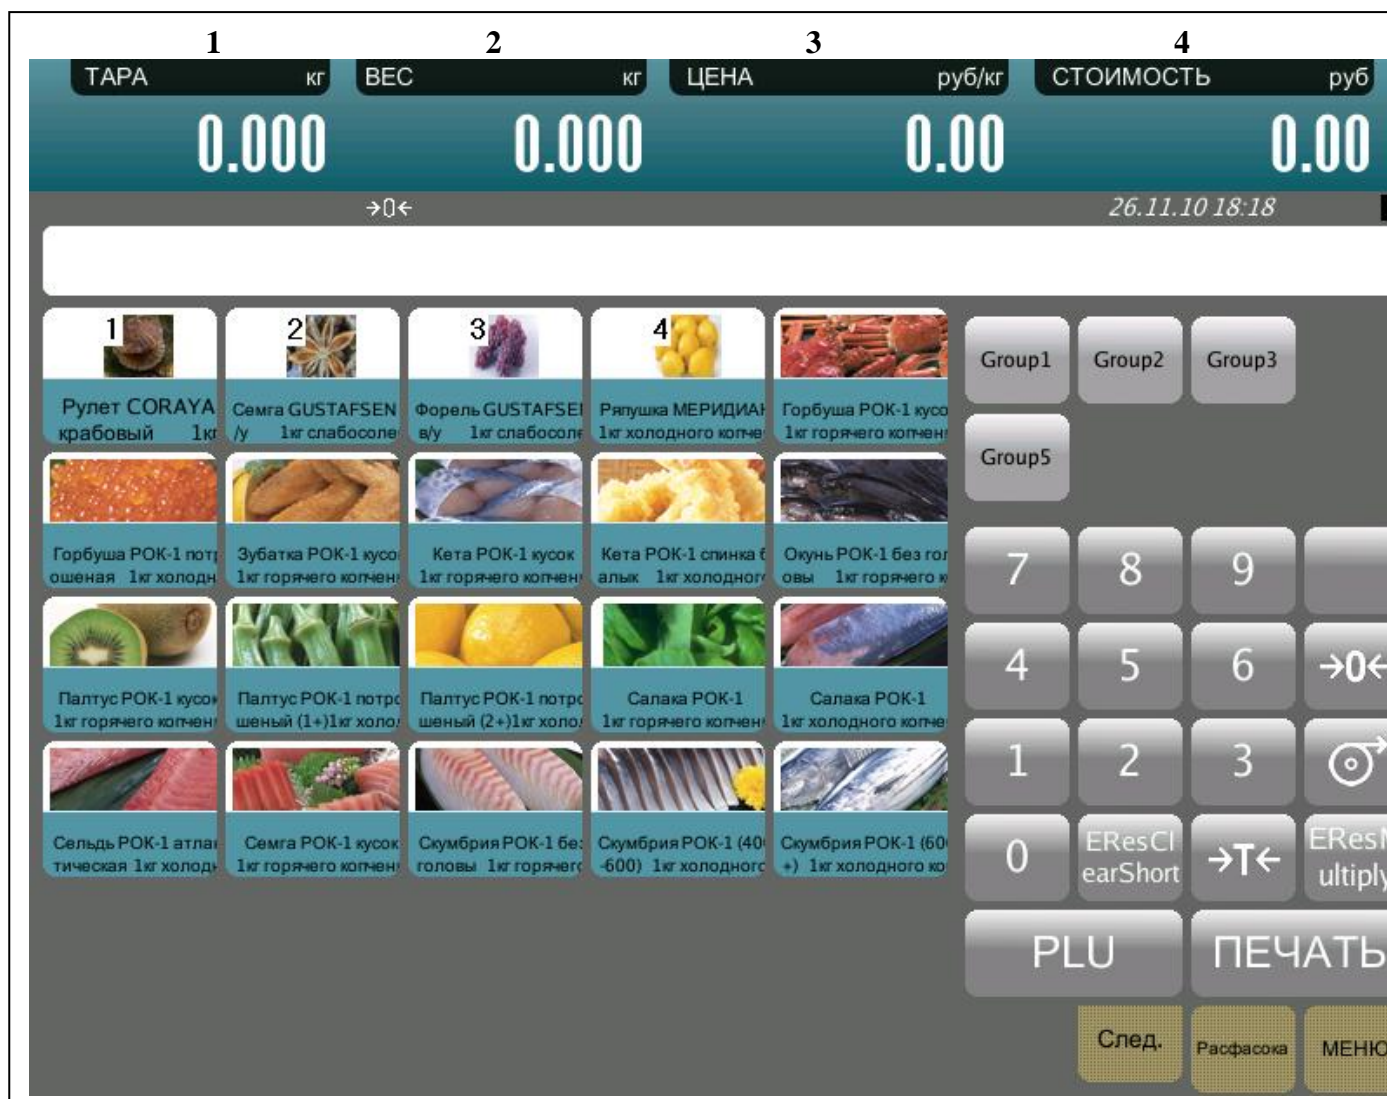 1 2 3 4
ТАРА кг ВЕС кг ЦЕНА руб/кг СТОИМОСТЬ руб
0.000 0.000 0.00 0.00
→0← 26.11.10 18:18
1 2 3 4
Рулет CORAYA
крабовый 1кг
Семга GUSTAFSEN
/у 1кг слабосоле
Форель GUSTAFSEI
в/у 1кг слабосоле
Ряпушка МЕРИДИАН
1кг холодного копче
Горбуша РОК-1 кусо
1кг горячего копчен
Group1 Group2 Group3
Group5
Горбуша РОК-1 потр
ошеная 1кг холодн
Зубатка РОК-1 кусо
1кг горячего копчен
Кета РОК-1 кусок
1кг горячего копчен
Кета РОК-1 спинка б
алык 1кг холодног
Окунь РОК-1 без гол
овы 1кг горячего к
Палтус РОК-1 кусок
1кг горячего копчен
Палтус РОК-1 потро
шеный (1+)1кг холо
Палтус РОК-1 потро
шеный (2+)1кг холо
Салака РОК-1
1кг горячего копчен
Салака РОК-1
1кг холодного копче
Сельдь РОК-1 атлан
тическая 1кг холодн
Семга РОК-1 кусок
1кг горячего копчен
Скумбрия РОК-1 без
головы 1кг горячего
Скумбрия РОК-1 (40
-600) 1кг холодного
Скумбрия РОК-1 (60
+) 1кг холодного ко
7 8 9
4 5 6 →0←
1 2 3
0 EResCl
earShort →T← EResM
ultiply
PLU ПЕЧАТЬ
След. Расфасока МЕНЮ